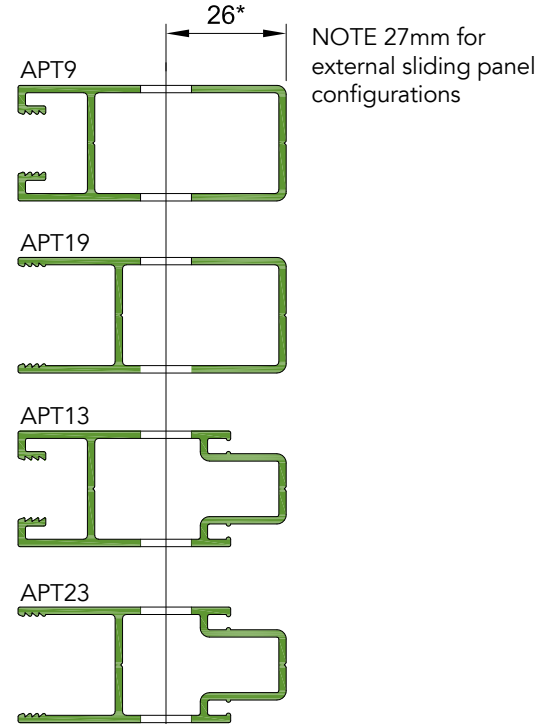 26*
NOTE 27mm for
external sliding panel
configurations
APT9
APT19
APT13
APT23